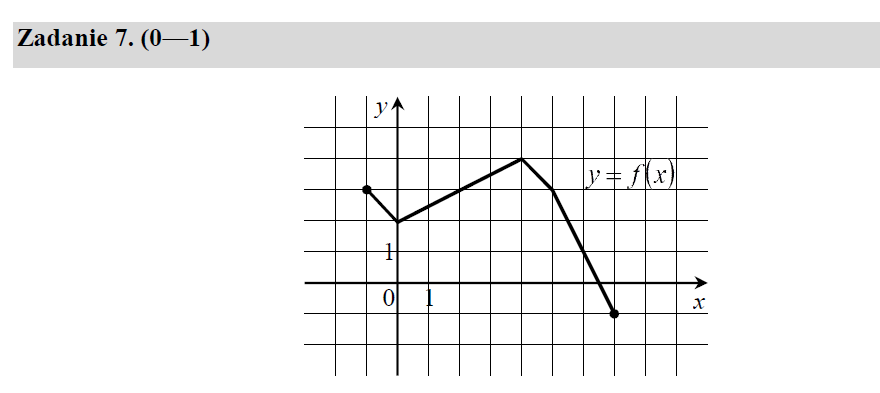 Zadanie 7. (0—1)
y
y = f(x)
1
0 1
x